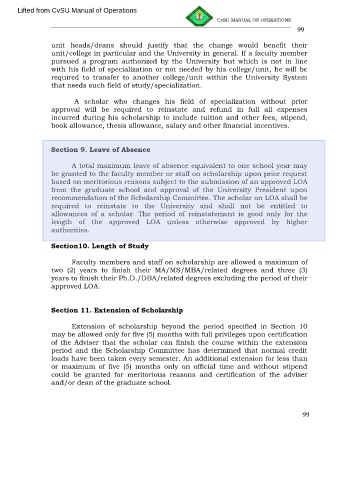 Lifted from CvSU Manual of Operations
CvSU MANUAL OF OPERATIONS
99
unit heads/deans should justify that the change would benefit their
unit/college in particular and the University in general. If a faculty member
pursued a program authorized by the University but which is not in line
with his field of specialization or not needed by his college/unit, he will be
required to transfer to another college/unit within the University System
that needs such field of study/specialization.
A scholar who changes his field of specialization without prior
approval will be required to reinstate and refund in full all expenses
incurred during his scholarship to include tuition and other fees, stipend,
book allowance, thesis allowance, salary and other financial incentives.
Section 9. Leave of Absence
A total maximum leave of absence equivalent to one school year may
be granted to the faculty member or staff on scholarship upon prior request
based on meritorious reasons subject to the submission of an approved LOA
from the graduate school and approval of the University President upon
recommendation of the Scholarship Committee. The scholar on LOA shall be
required to reinstate to the University and shall not be entitled to
allowances of a scholar. The period of reinstatement is good only for the
length of the approved LOA unless otherwise approved by higher
authorities.
Section10. Length of Study
Faculty members and staff on scholarship are allowed a maximum of
two (2) years to finish their MA/MS/MBA/related degrees and three (3)
years to finish their Ph.D./DBA/related degrees excluding the period of their
approved LOA.
Section 11. Extension of Scholarship
Extension of scholarship beyond the period specified in Section 10
may be allowed only for five (5) months with full privileges upon certification
of the Adviser that the scholar can finish the course within the extension
period and the Scholarship Committee has determined that normal credit
loads have been taken every semester. An additional extension for less than
or maximum of five (5) months only on official time and without stipend
could be granted for meritorious reasons and certification of the adviser
and/or dean of the graduate school.
99